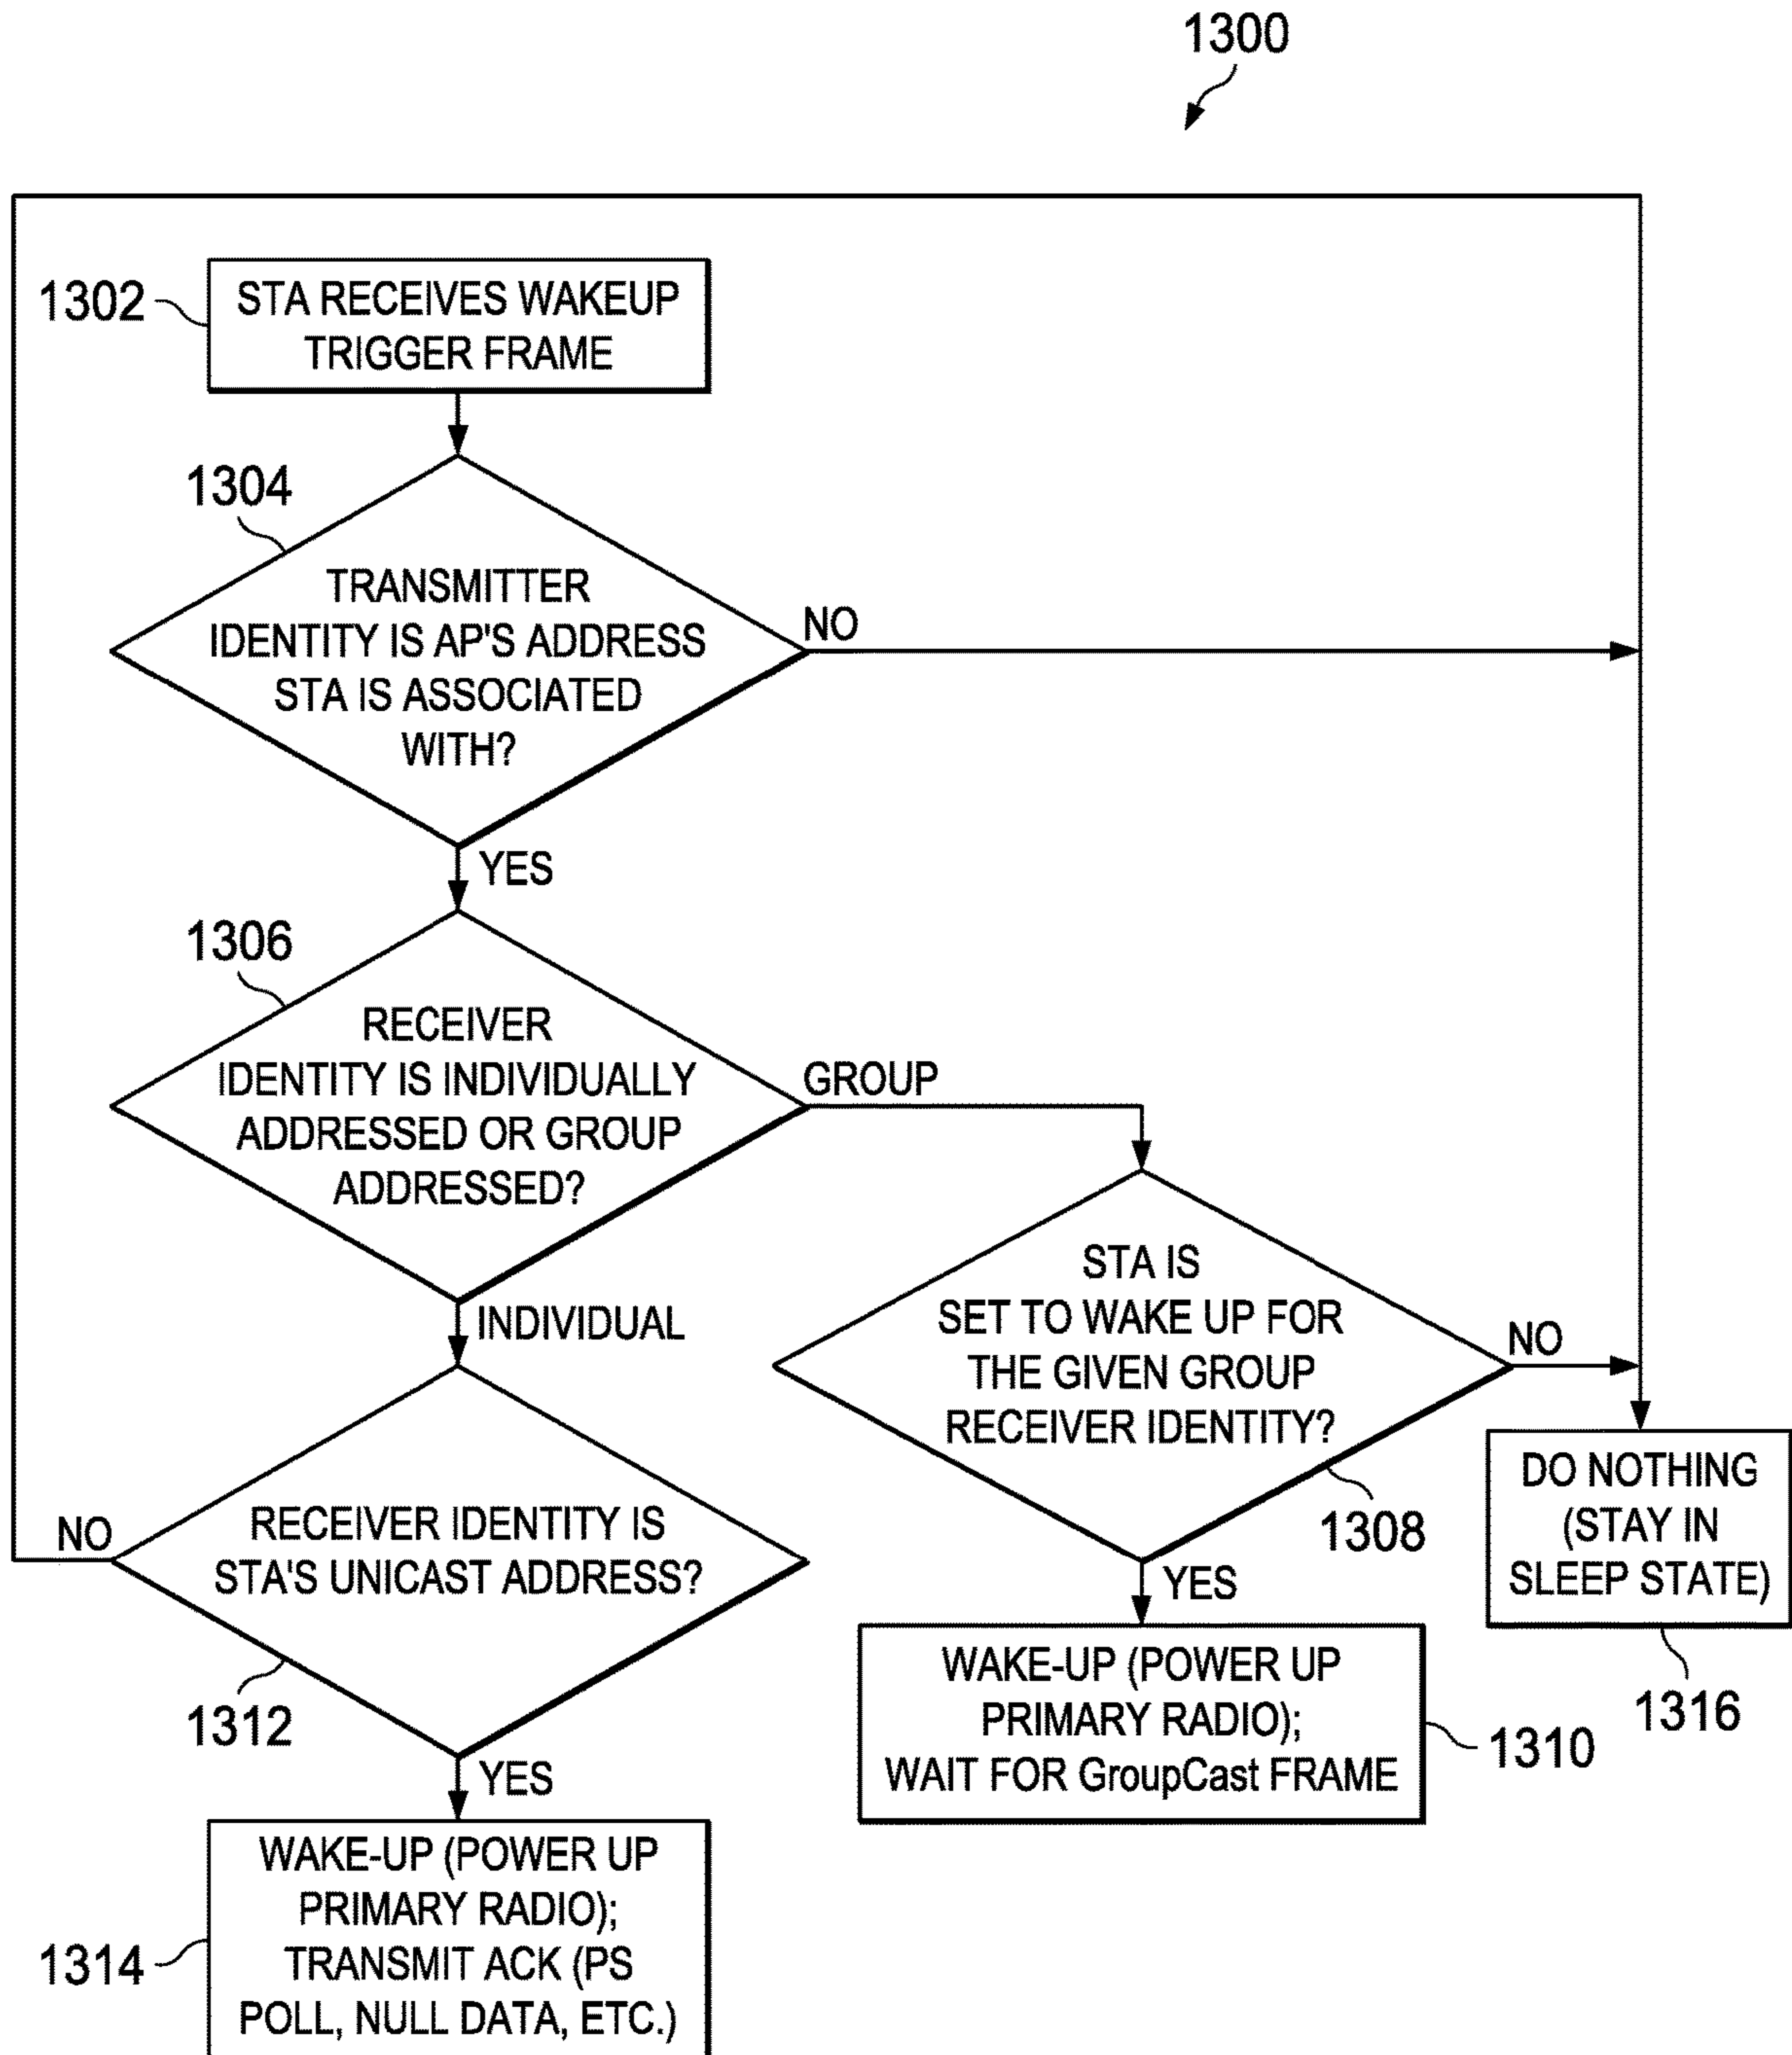 1300
1302
STA RECEIVES WAKEUP
TRIGGER FRAME
1304
TRANSMITTER
IDENTITY IS AP'S ADDRESS
STA IS ASSOCIATED
WITH?
NO
YES
1306
RECEIVER
IDENTITY IS INDIVIDUALLY
ADDRESSED OR GROUP
ADDRESSED?
GROUP
INDIVIDUAL
STA IS
SET TO WAKE UP FOR
THE GIVEN GROUP
RECEIVER IDENTITY?
NO
1308
YES
DO NOTHING
(STAY IN
SLEEP STATE)
1316
RECEIVER IDENTITY IS
STA'S UNICAST ADDRESS?
NO
1312
YES
WAKE-UP (POWER UP
PRIMARY RADIO);
WAIT FOR GroupCast FRAME
1310
WAKE-UP (POWER UP
PRIMARY RADIO);
TRANSMIT ACK (PS
POLL, NULL DATA, ETC.)
1314